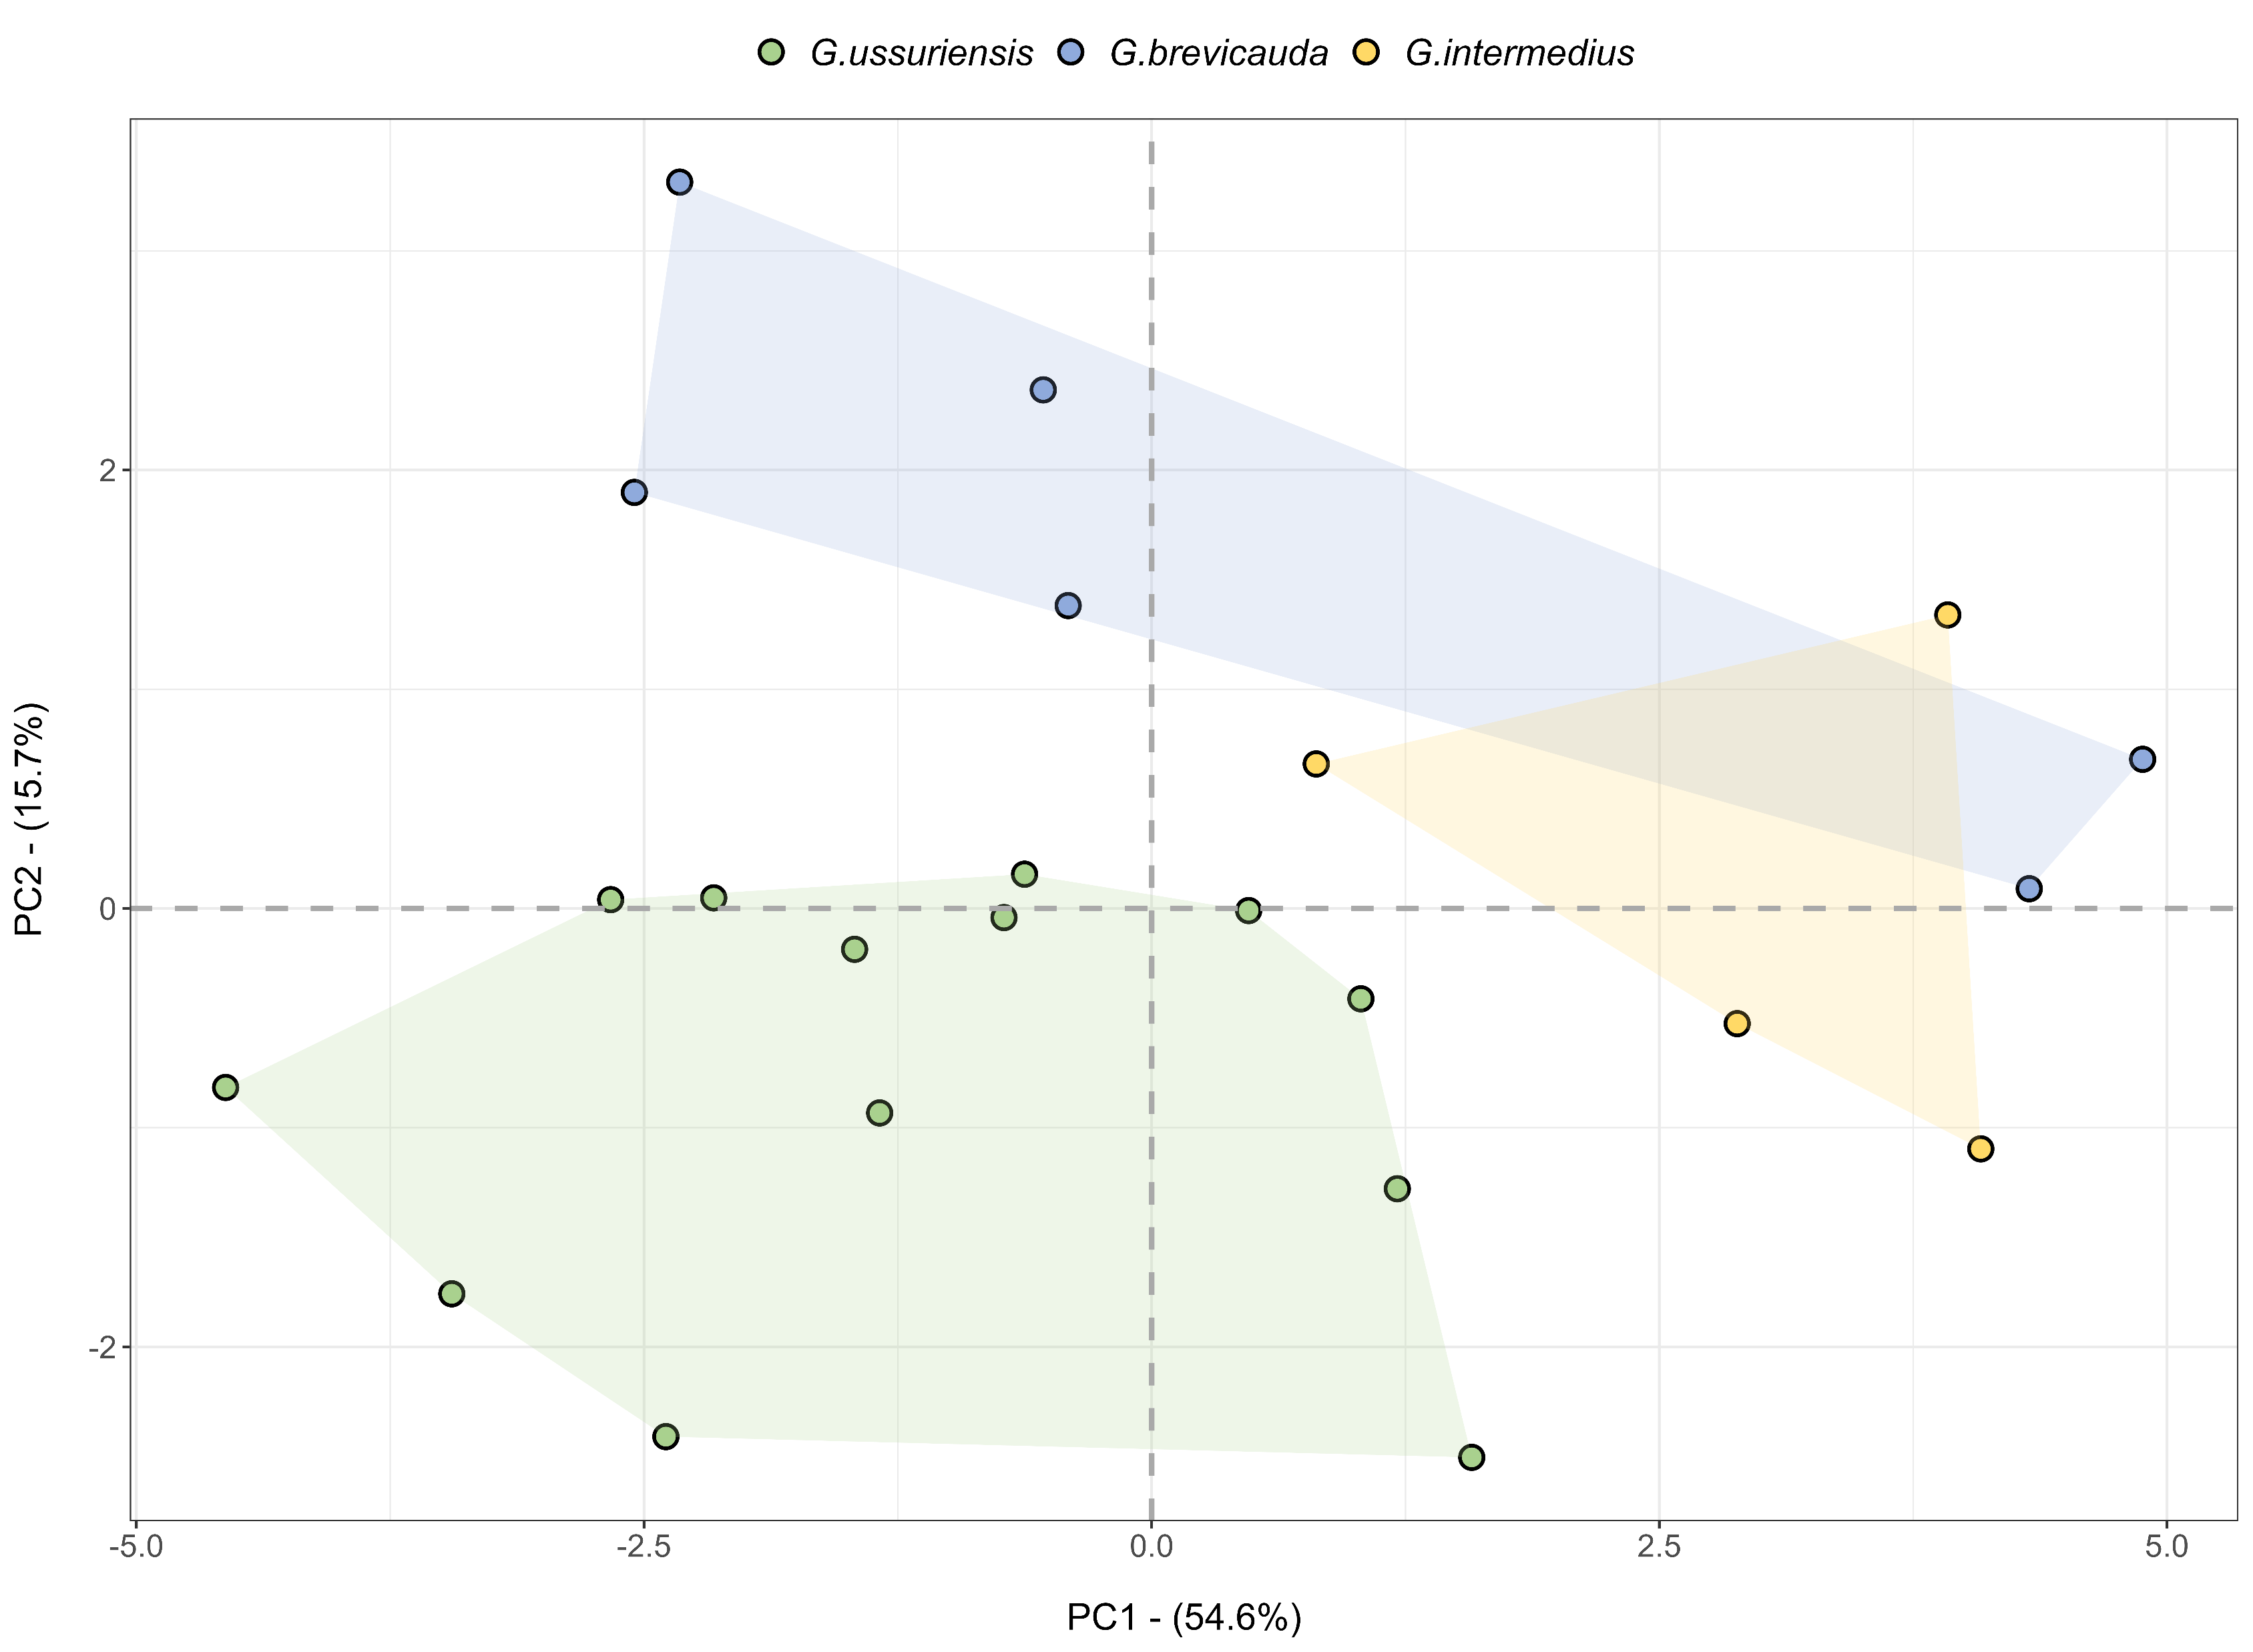 G.ussuriensis G.brevicauda G.intermedius
PC2 - (15.7%)
2
0
-2
-5.0 -2.5 0.0 2.5 5.0
PC1 - (54.6%)